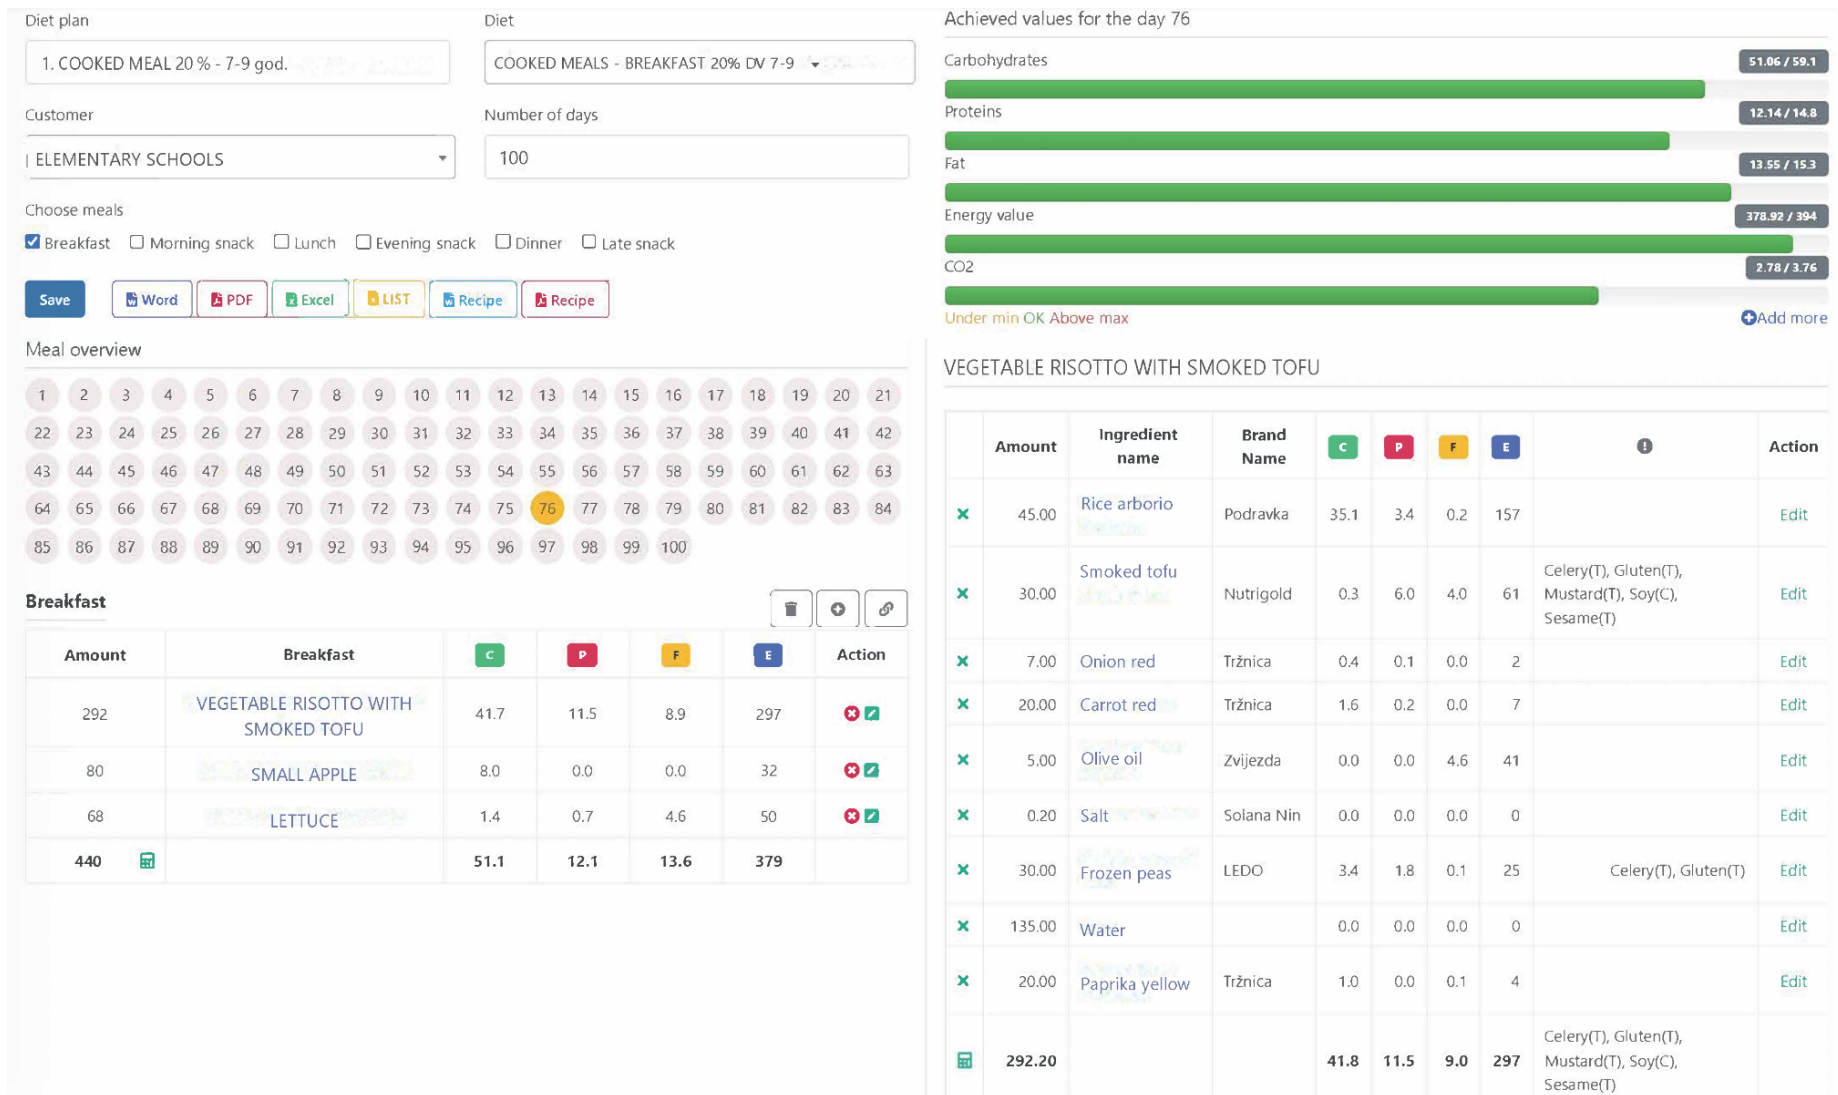 Diet plan
1. COOKED MEAL 20 % - 7-9 god.
Diet
COOKED MEALS - BREAKFAST 20% DV 7-9
Customer
ELEMENTARY SCHOOLS
Number of days
100
Choose meals
Breakfast Morning snack Lunch Evening snack Dinner Late snack
Save Word PDF Excel LIST Recipe Recipe
Meal overview
1 2 3 4 5 6 7 8 9 10 11 12 13 14 15 16 17 18 19 20 21
22 23 24 25 26 27 28 29 30 31 32 33 34 35 36 37 38 39 40 41 42
43 44 45 46 47 48 49 50 51 52 53 54 55 56 57 58 59 60 61 62 63
64 65 66 67 68 69 70 71 72 73 74 75 76 77 78 79 80 81 82 83 84
85 86 87 88 89 90 91 92 93 94 95 96 97 98 99 100
Breakfast
Amount Breakfast C P F E Action
292 VEGETABLE RISOTTO WITH SMOKED TOFU 41.7 11.5 8.9 297
80 SMALL APPLE 8.0 0.0 0.0 32
68 LETTUCE 1.4 0.7 4.6 50
440 51.1 12.1 13.6 379
Achieved values for the day 76
Carbohydrates 51.06 / 59.1
Proteins 12.14 / 14.8
Fat 13.55 / 15.3
Energy value 378.92 / 394
CO2 2.78 / 3.76
Under min OK Above max Add more
VEGETABLE RISOTTO WITH SMOKED TOFU
Amount Ingredient name Brand Name C P F E Action
45.00 Rice arborio Podravka 35.1 3.4 0.2 157 Edit
30.00 Smoked tofu Nutrigold 0.3 6.0 4.0 61 Celery(T), Gluten(T), Mustard(T), Soy(C), Sesame(T) Edit
7.00 Onion red Tržnica 0.4 0.1 0.0 2 Edit
20.00 Carrot red Tržnica 1.6 0.2 0.0 7 Edit
5.00 Olive oil Zvijezda 0.0 0.0 4.6 41 Edit
0.20 Salt Solana Nin 0.0 0.0 0.0 0 Edit
30.00 Frozen peas LEDO 3.4 1.8 0.1 25 Celery(T), Gluten(T) Edit
135.00 Water 0.0 0.0 0.0 0 Edit
20.00 Paprika yellow Tržnica 1.0 0.0 0.1 4 Edit
292.20 41.8 11.5 9.0 297 Celery(T), Gluten(T), Mustard(T), Soy(C), Sesame(T)